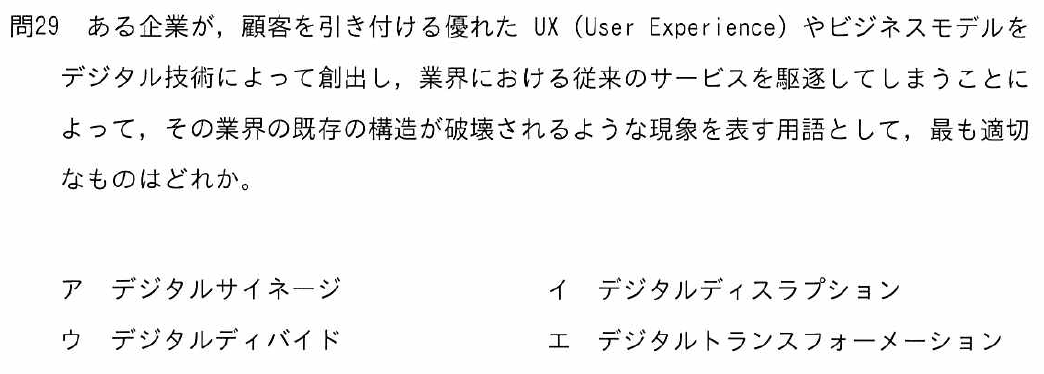 問29　ある企業が，顧客を引き付ける優れた UX（User Experience）やビジネスモデルを
デジタル技術によって創出し，業界における従来のサービスを駆逐してしまうことに
よって，その業界の既存の構造が破壊されるような現象を表す用語として，最も適切
なものはどれか。
ア　デジタルサイネージ　イ　デジタルディスラプション
ウ　デジタルディバイド　エ　デジタルトランスフォーメーション